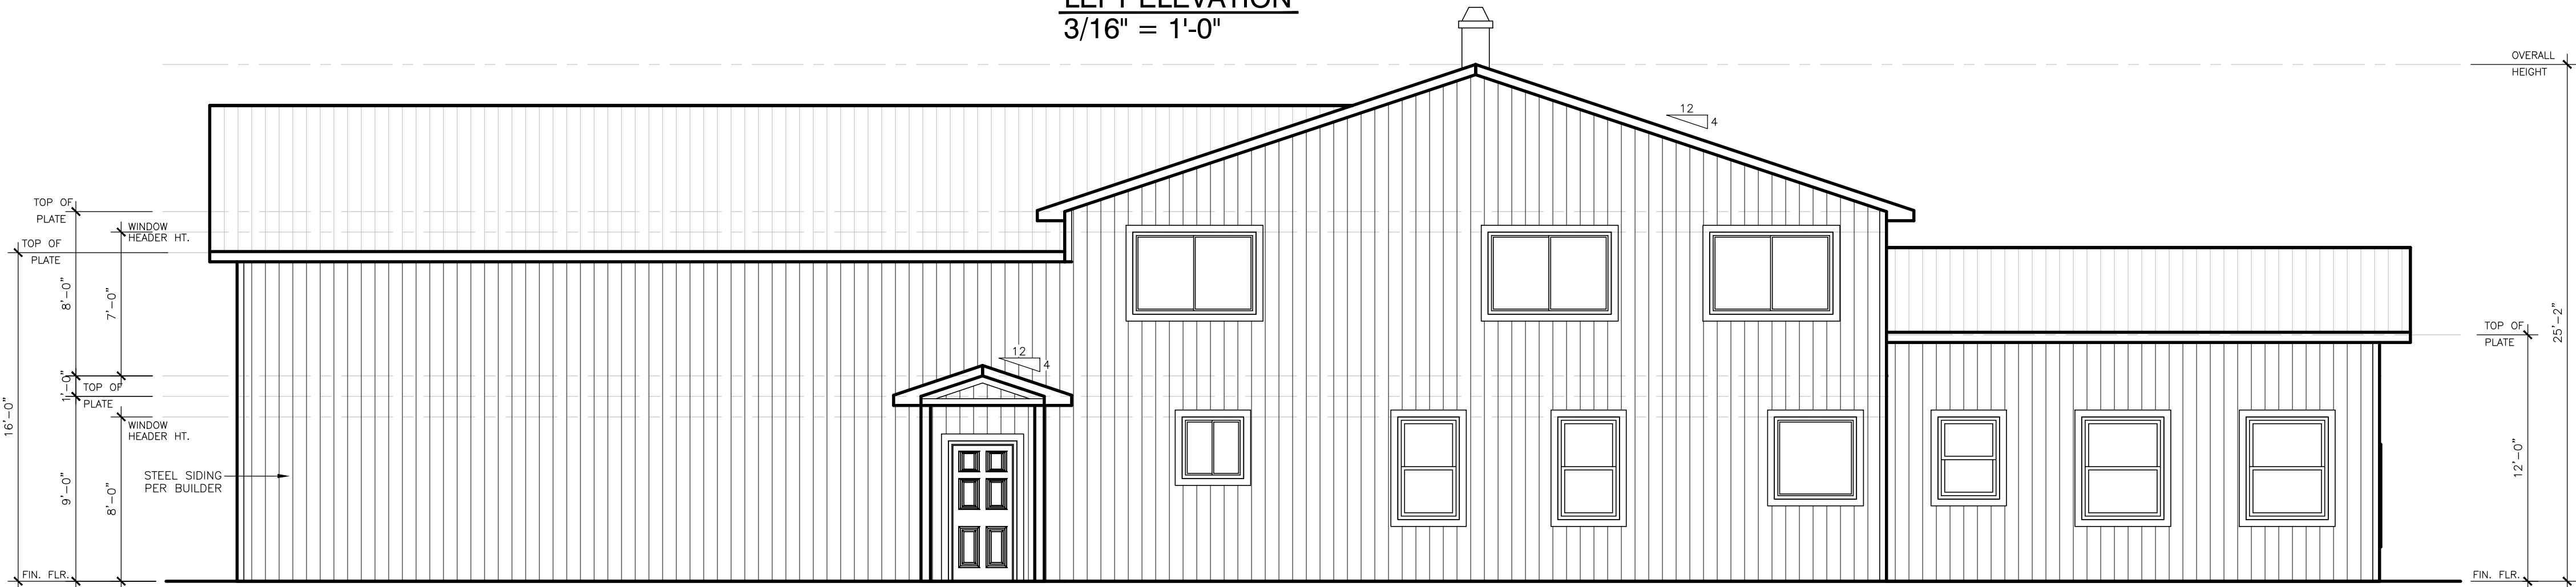 LEFT ELEVATION
3/16" = 1'-0"
OVERALL
HEIGHT
12
4
TOP OF
PLATE
WINDOW
HEADER HT.
TOP OF
PLATE
8'-0"
7'-0"
25'-2"
TOP OF
PLATE
12
4
1'-0"
TOP OF
PLATE
16'-0"
WINDOW
HEADER HT.
STEEL SIDING
PER BUILDER
9'-0"
8'-0"
12'-0"
FIN. FLR.
FIN. FLR.